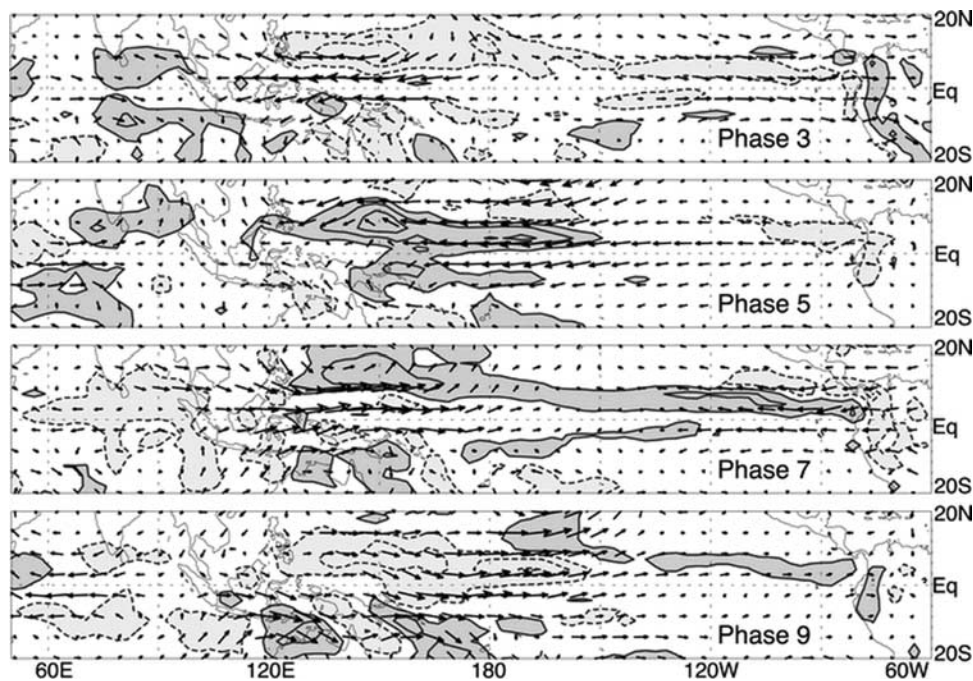 20N
Eq
Phase 3
20S
20N
Eq
Phase 5
20S
20N
Eq
Phase 7
20S
20N
Eq
Phase 9
20S
60E 120E 180 120W 60W